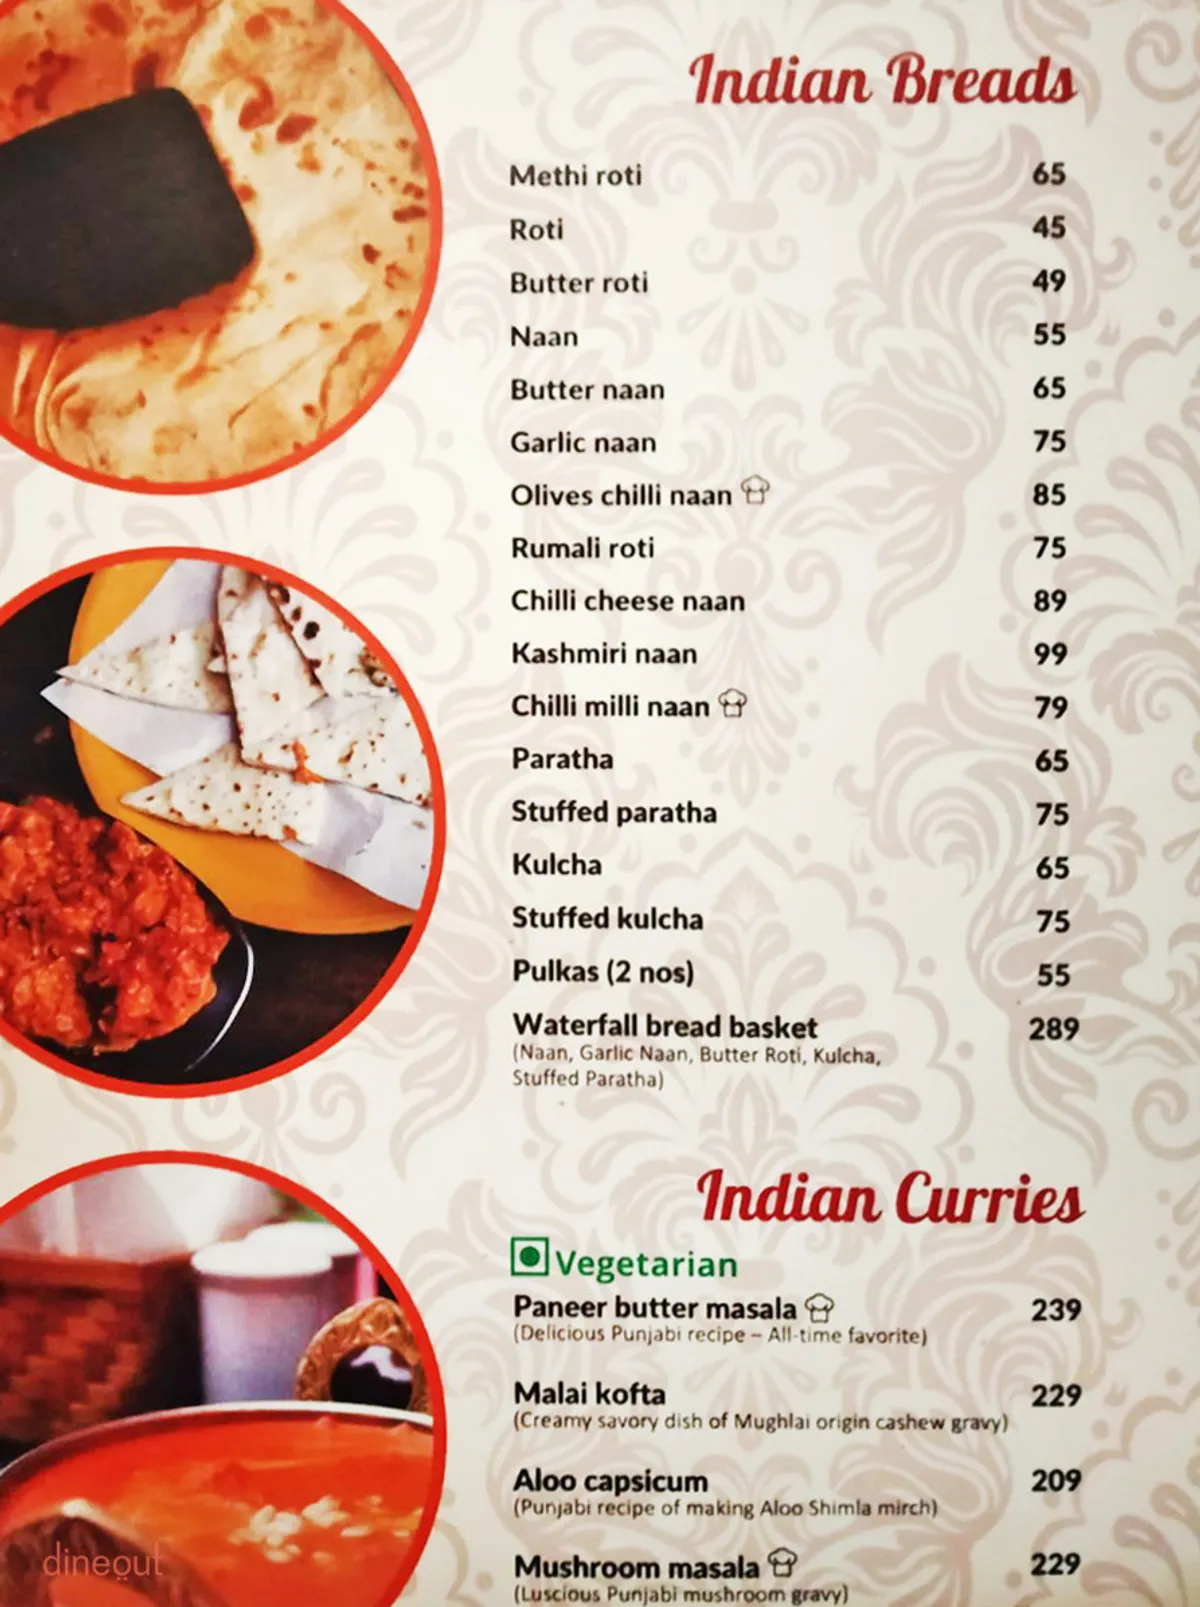 Indian Breads
Methi roti 65
Roti 45
Butter roti 49
Naan 55
Butter naan 65
Garlic naan 75
Olives chilli naan 85
Rumali roti 75
Chilli cheese naan 89
Kashmiri naan 99
Chilli milli naan 79
Paratha 65
Stuffed paratha 75
Kulcha 65
Stuffed kulcha 75
Pulkas (2 nos) 55
Waterfall bread basket 289
(Naan, Garlic Naan, Butter Roti, Kulcha,
Stuffed Paratha)
Indian Curries
Vegetarian
Paneer butter masala 239
(Delicious Punjabi recipe – All-time favorite)
Malai kofta 229
(Creamy savory dish of Mughlai origin cashew gravy)
Aloo capsicum 209
(Punjabi recipe of making Aloo Shimla mirch)
Mushroom masala 229
(Luscious Punjabi mushroom gravy)
dineout